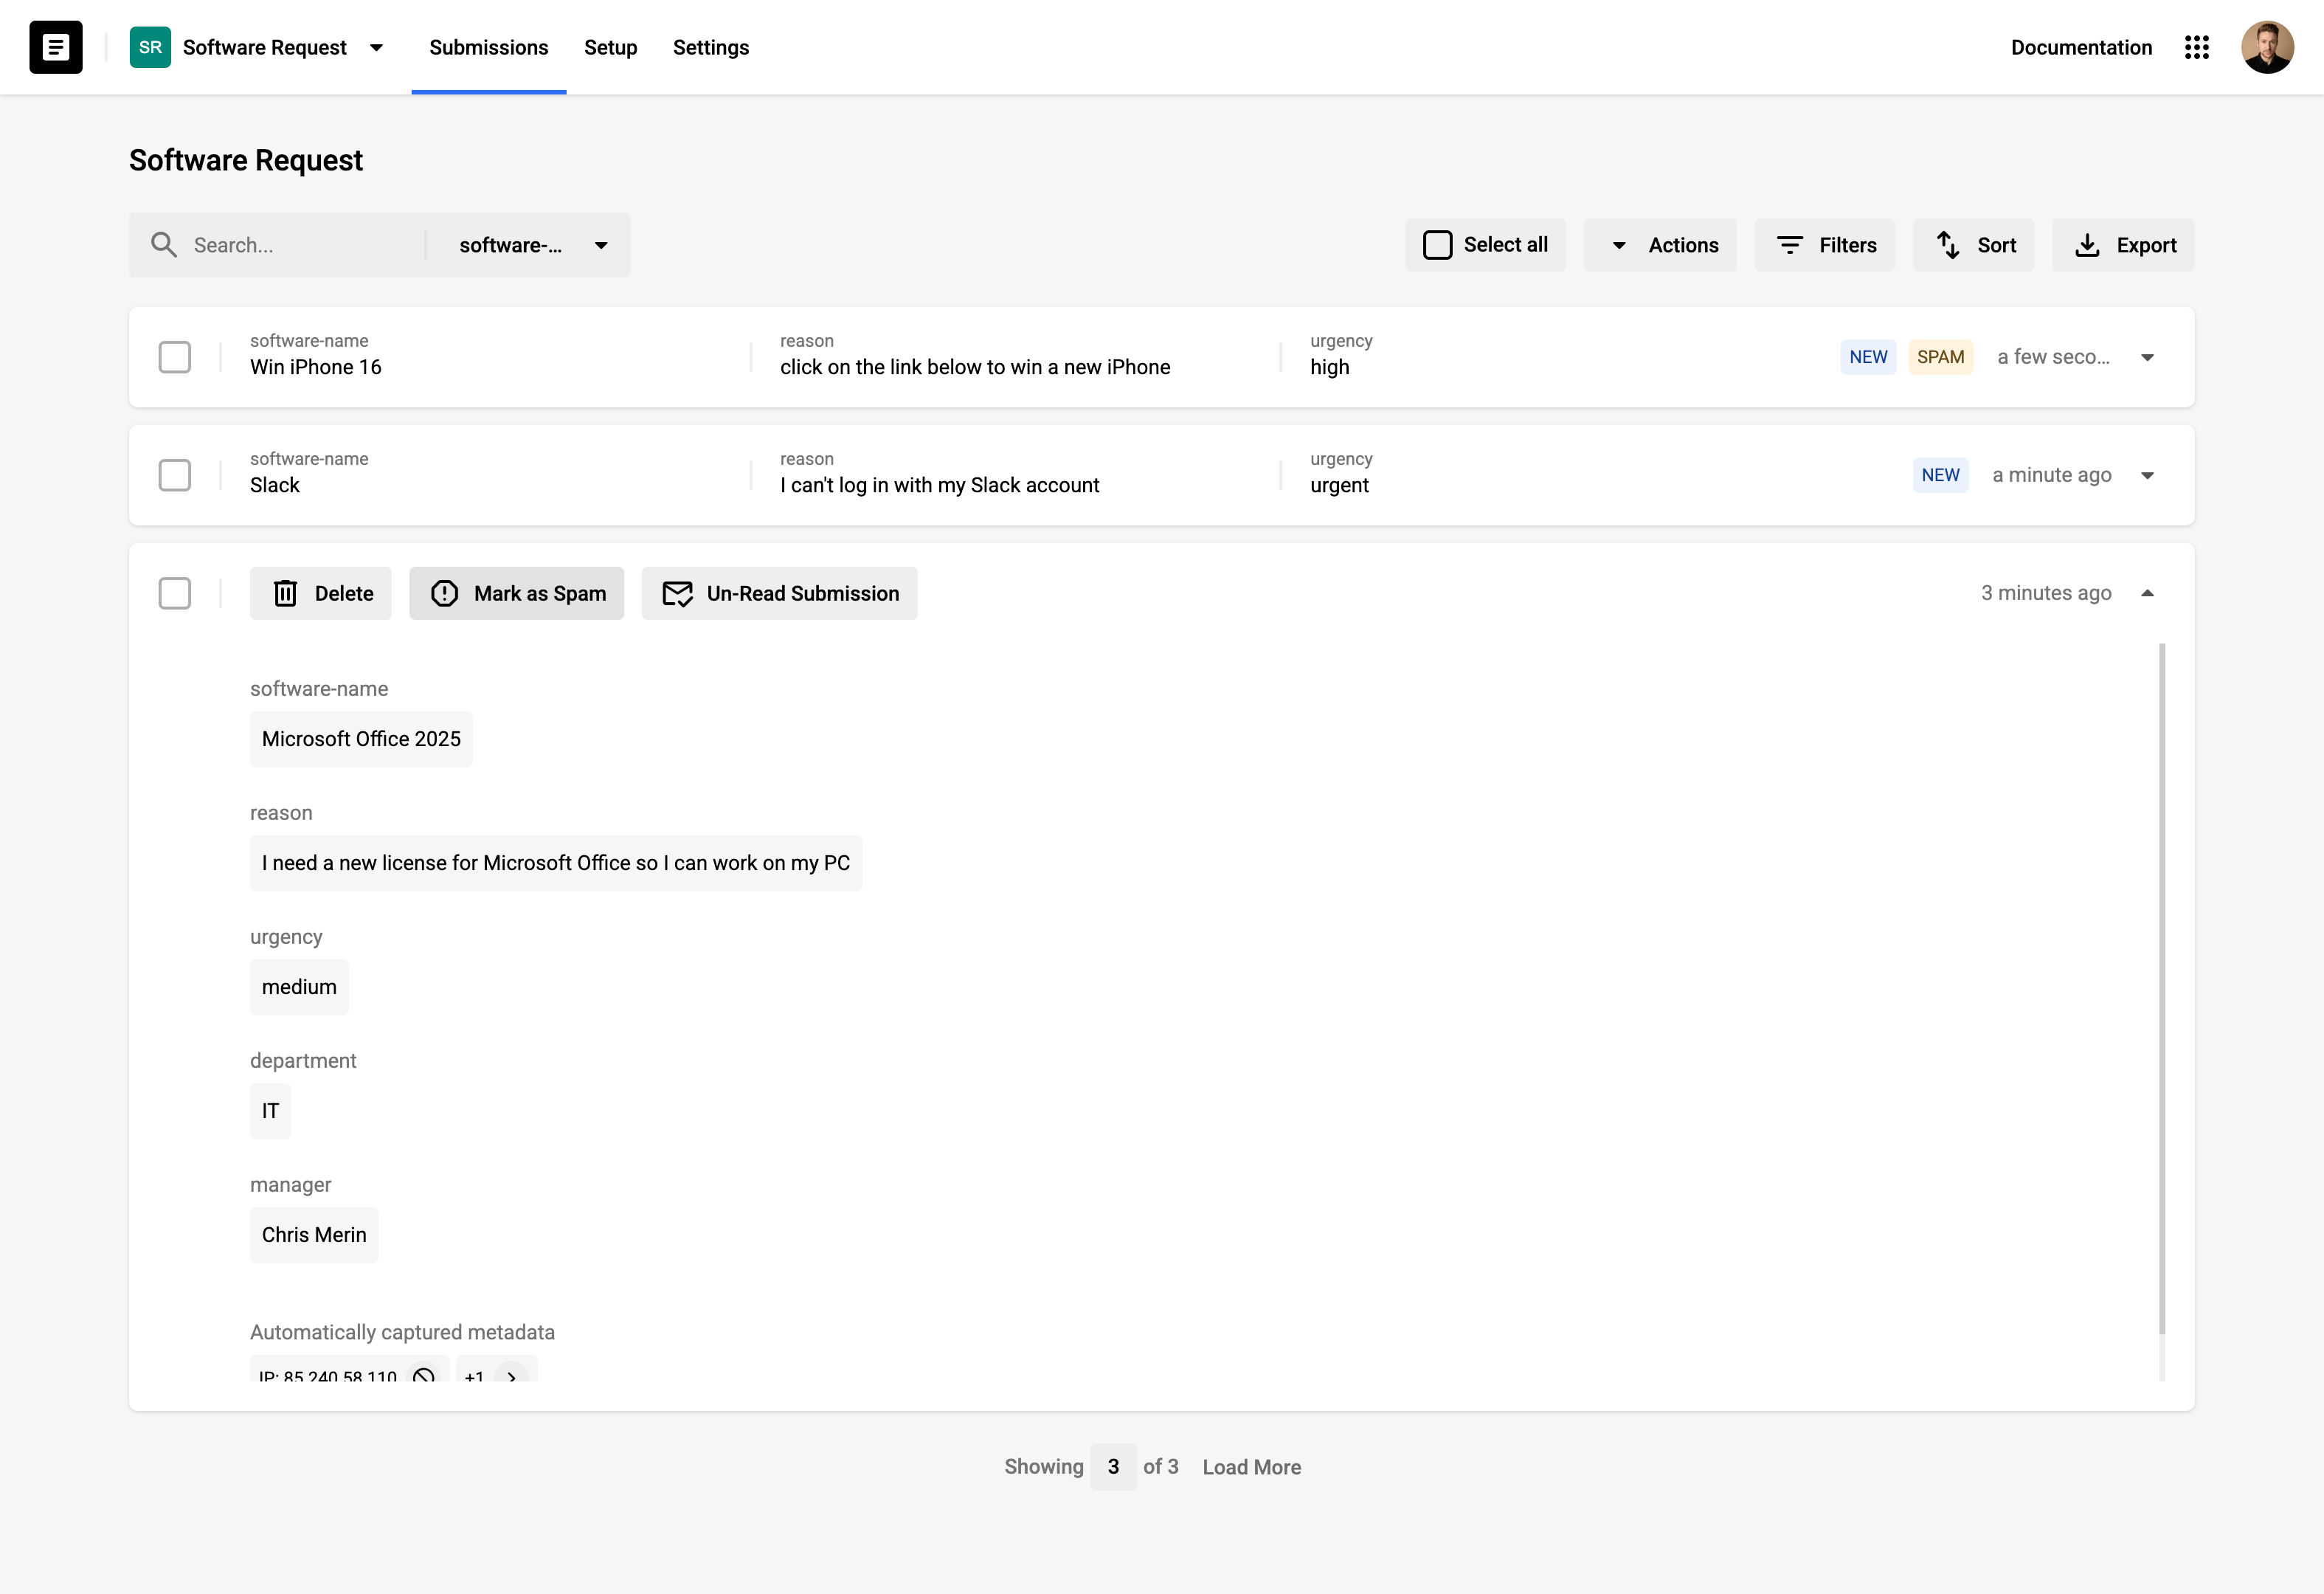 SR Software Request Submissions Setup Settings Documentation
Software Request
Search... software-... Select all Actions Filters Sort Export
software-name reason urgency
Win iPhone 16 click on the link below to win a new iPhone high NEW SPAM a few seco...
software-name reason urgency
Slack I can't log in with my Slack account urgent NEW a minute ago
Delete Mark as Spam Un-Read Submission 3 minutes ago
software-name
Microsoft Office 2025
reason
I need a new license for Microsoft Office so I can work on my PC
urgency
medium
department
IT
manager
Chris Merin
Automatically captured metadata
IP: 85.240.58.110 +1
Showing 3 of 3 Load More